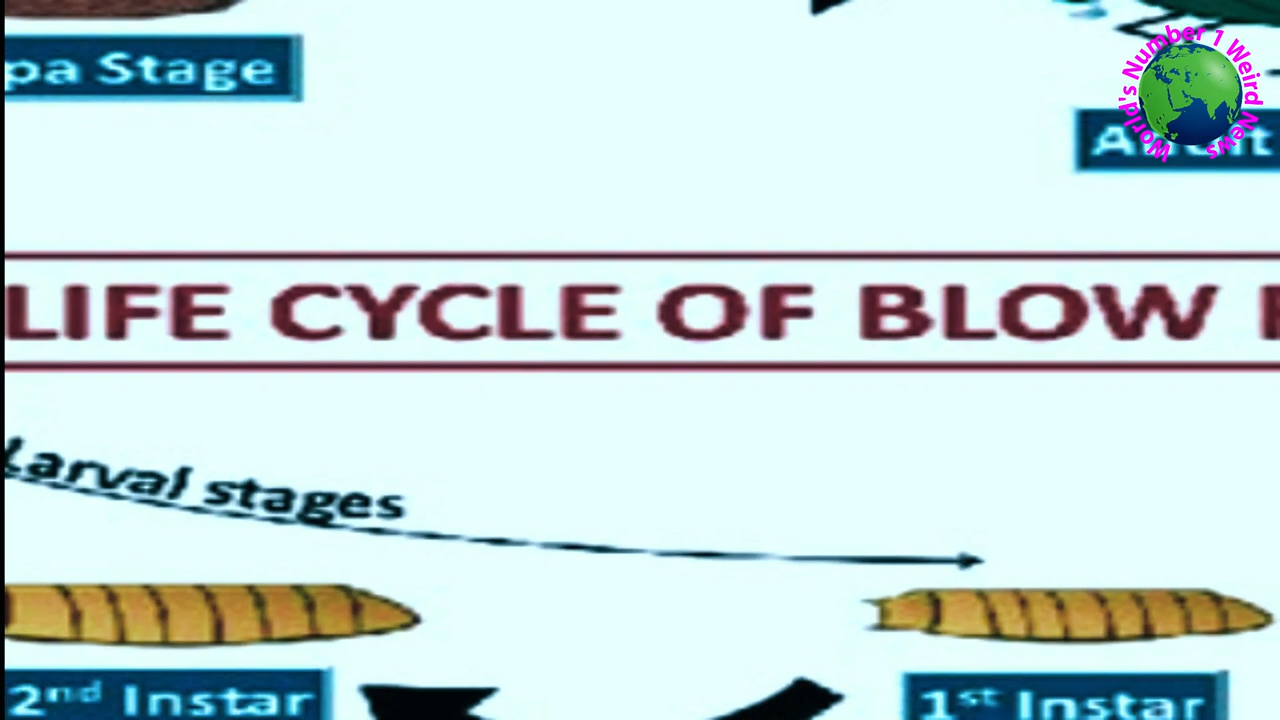 pa Stage
World's Number 1 Weird News
LIFE CYCLE OF BLOW
Larval stages
2nd Instar
1st Instar